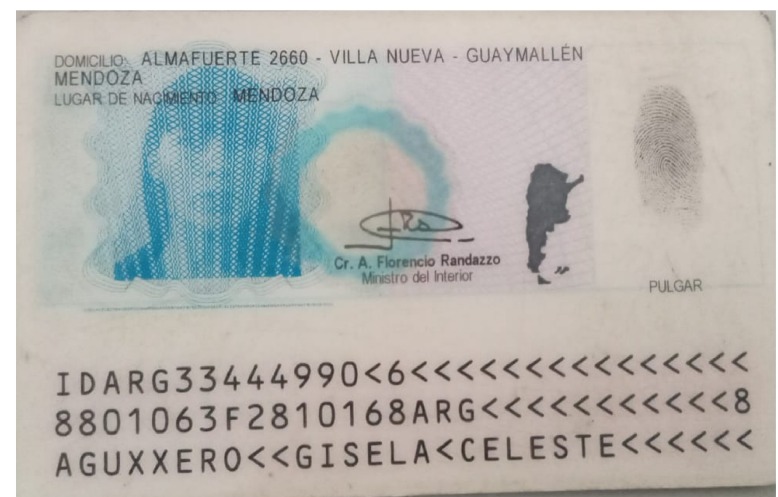 DOMICILIO: ALMAFUERTE 2660 - VILLA NUEVA - GUAYMALLÉN
MENDOZA
LUGAR DE NACIMIENTO: MENDOZA
Cr. A. Florencio Randazzo
Ministro del Interior
PULGAR
IDARG33444990<6<<<<<<<<<<<<<<<
8801063F2810168ARG<<<<<<<<<<<8
AGUXXERO<<GISELA<CELESTE<<<<<<